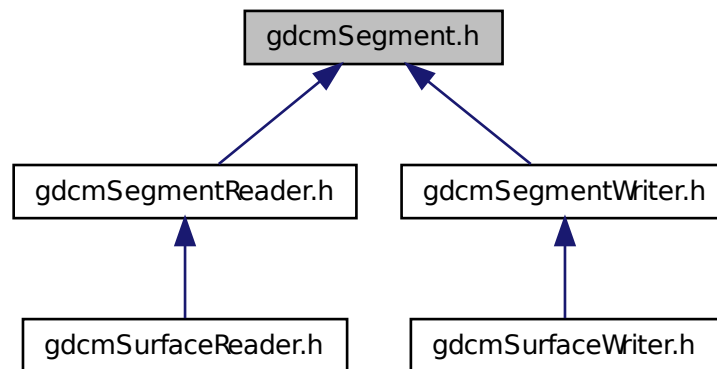 gdcmSegment.h
gdcmSegmentReader.h
gdcmSegmentWriter.h
gdcmSurfaceReader.h
gdcmSurfaceWriter.h